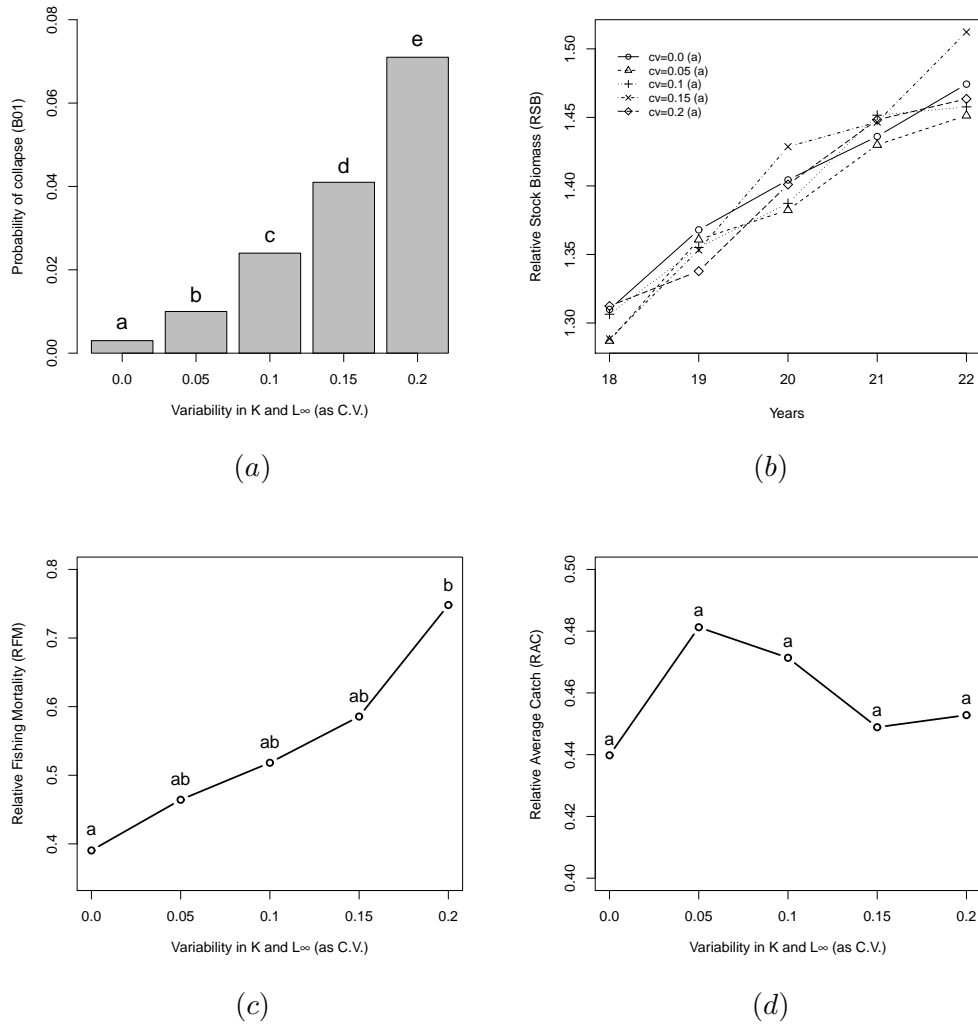 a
b
c
d
e
0.00
0.02
0.04
0.06
0.08
Probability of collapse (B01)
0.0
0.05
0.1
0.15
0.2
Variability in K and L∞ (as C.V.)
(a)
cv=0.0 (a)
cv=0.05 (a)
cv=0.1 (a)
cv=0.15 (a)
cv=0.2 (a)
1.30
1.35
1.40
1.45
1.50
Relative Stock Biomass (RSB)
18
19
20
21
22
Years
(b)
a
ab
ab
ab
b
0.4
0.5
0.6
0.7
0.8
Relative Fishing Mortality (RFM)
0.0
0.05
0.1
0.15
0.2
Variability in K and L∞ (as C.V.)
(c)
a
a
a
a
a
0.40
0.42
0.44
0.46
0.48
0.50
Relative Average Catch (RAC)
0.0
0.05
0.1
0.15
0.2
Variability in K and L∞ (as C.V.)
(d)